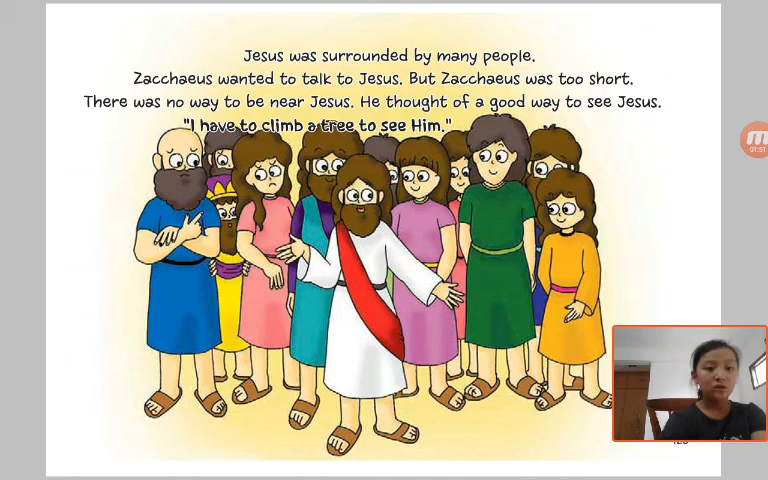 Jesus was surrounded by many people.
Zacchaeus wanted to talk to Jesus. But Zacchaeus was too short.
There was no way to be near Jesus. He thought of a good way to see Jesus.
"I have to climb a tree to see Him."
01:51